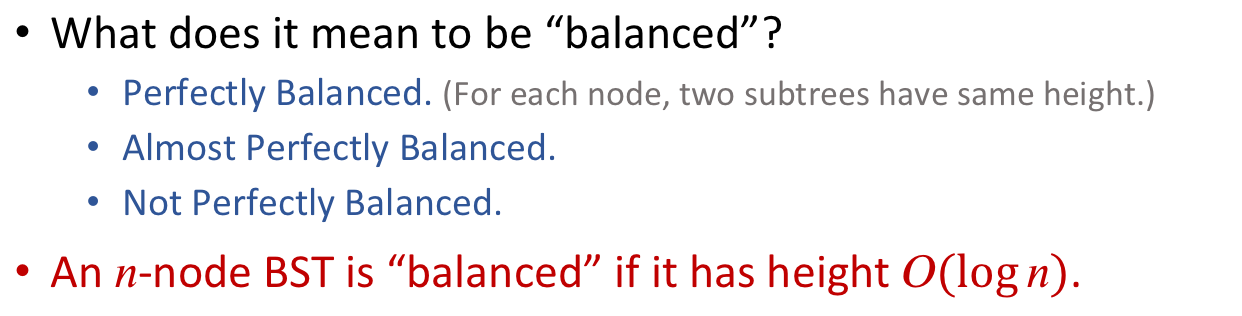 • What does it mean to be “balanced”?
• Perfectly Balanced. (For each node, two subtrees have same height.)
• Almost Perfectly Balanced.
• Not Perfectly Balanced.
• An n-node BST is “balanced” if it has height O(log n).